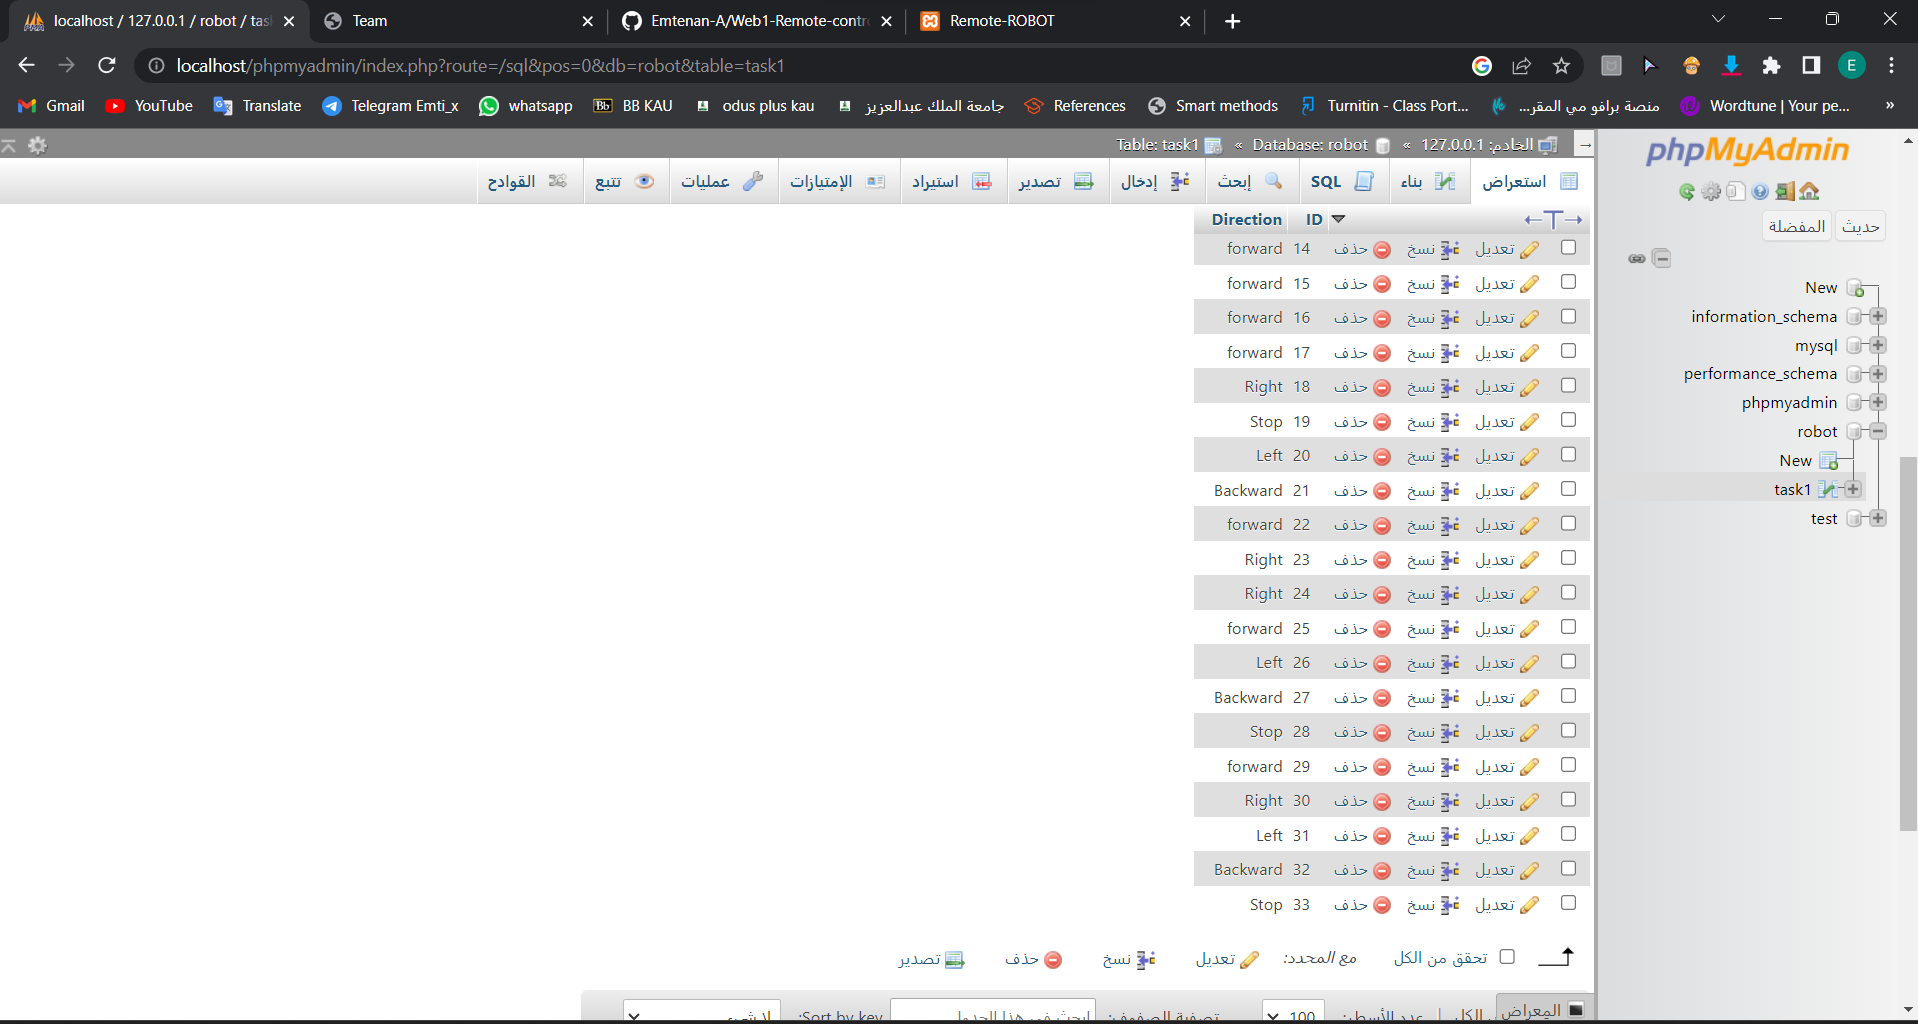 localhost / 127.0.0.1 / robot / tas
Team
Emtenan-A/Web1-Remote-contr
Remote-ROBOT
localhost/phpmyadmin/index.php?route=/sql&pos=0&db=robot&table=task1
E
Gmail
YouTube
Translate
Telegram Emti_x
whatsapp
Bb BB KAU
odus plus kau
جامعة الملك عبدالعزيز
References
Smart methods
Turnitin - Class Port...
منصة برافو مي المقر...
Wordtune | Your pe...
»
الخادم: 127.0.0.1 » Database: robot » Table: task1
phpMyAdmin
استعراض
بناء
SQL
إبحث
إدخال
تصدير
استيراد
الإمتيازات
عمليات
تتبع
القوادح
حديث
المفضلة
New
information_schema
mysql
performance_schema
phpmyadmin
robot
New
task1
test
←T→ ID Direction
تعديل نسخ حذف 14 forward
تعديل نسخ حذف 15 forward
تعديل نسخ حذف 16 forward
تعديل نسخ حذف 17 forward
تعديل نسخ حذف 18 Right
تعديل نسخ حذف 19 Stop
تعديل نسخ حذف 20 Left
تعديل نسخ حذف 21 Backward
تعديل نسخ حذف 22 forward
تعديل نسخ حذف 23 Right
تعديل نسخ حذف 24 Right
تعديل نسخ حذف 25 forward
تعديل نسخ حذف 26 Left
تعديل نسخ حذف 27 Backward
تعديل نسخ حذف 28 Stop
تعديل نسخ حذف 29 forward
تعديل نسخ حذف 30 Right
تعديل نسخ حذف 31 Left
تعديل نسخ حذف 32 Backward
تعديل نسخ حذف 33 Stop
تحقق من الكل مع المحدد: تعديل نسخ حذف تصدير
المعراض
الكل | عدد الأسطر: 100 تصفية الصفوف: ابحث في هذا الجدول Sort by key: لا شيء